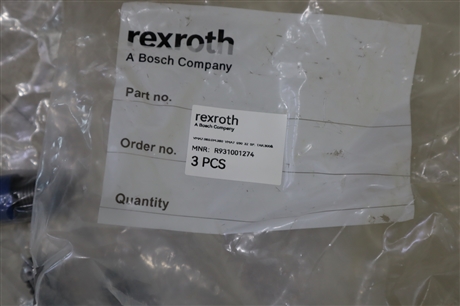 rexroth
A Bosch Company
Part no.
rexroth
A Bosch Company
Order no.
MNR: R931001274
3 PCS
Quantity